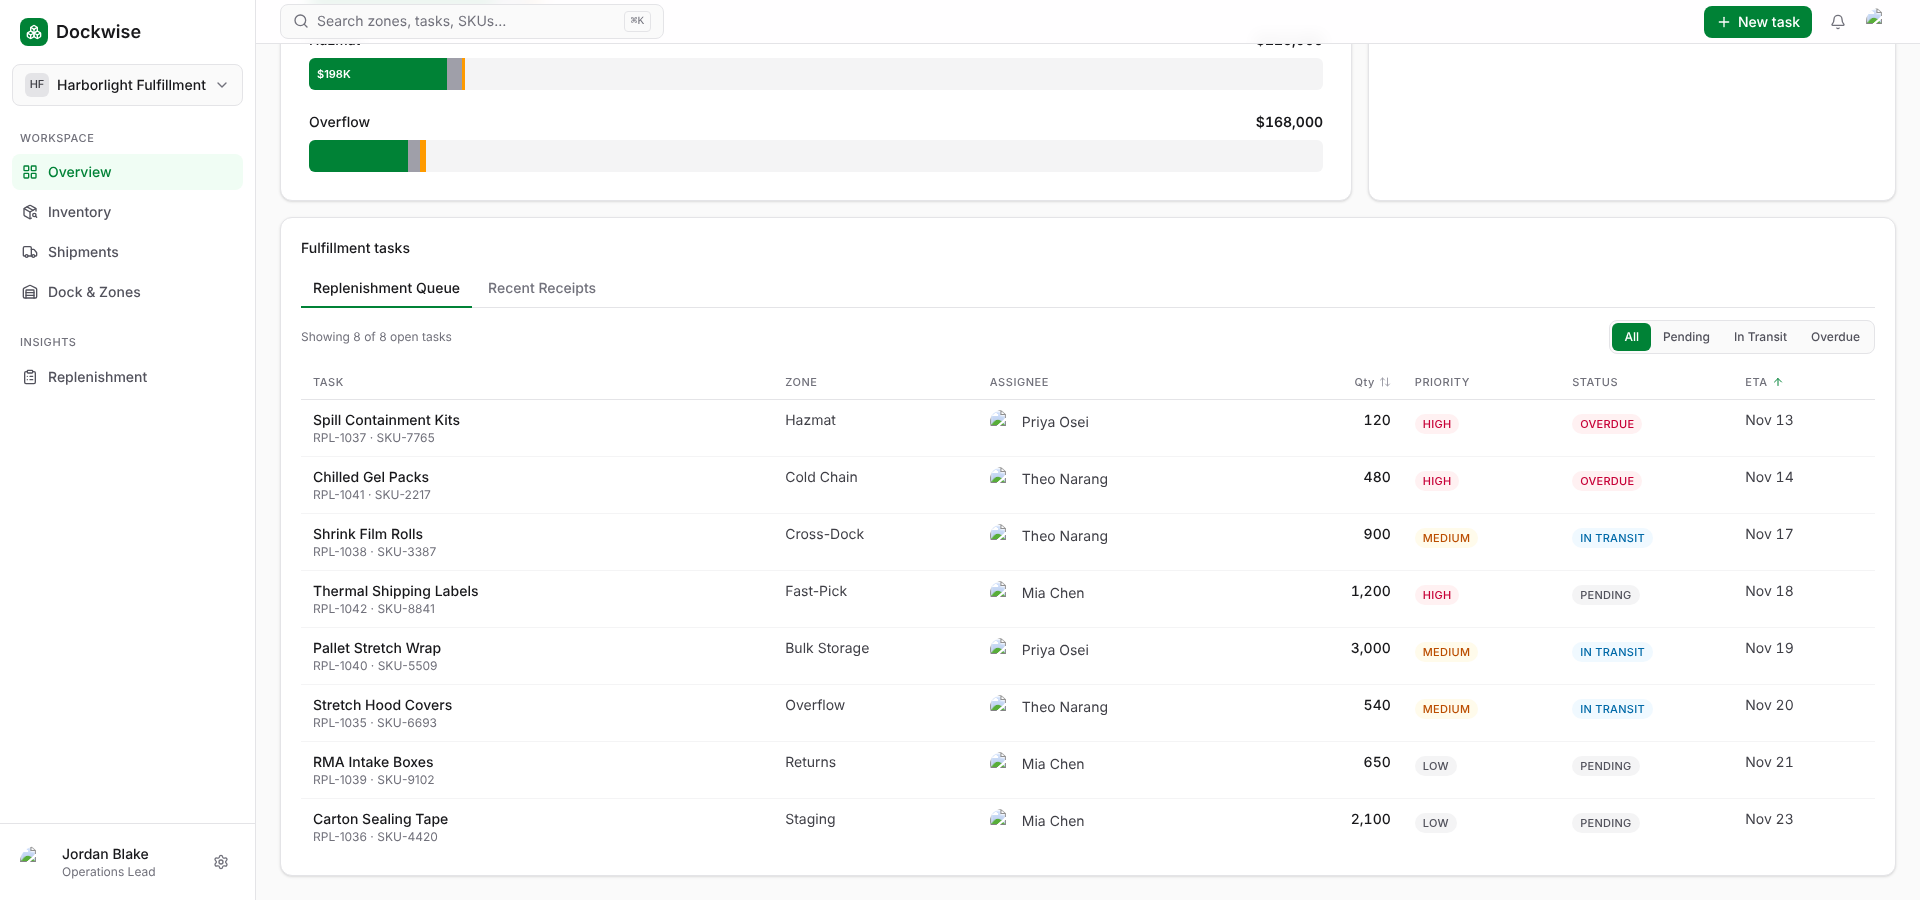 Dockwise
Search zones, tasks, SKUs...
⌘K
New task
HF
Harborlight Fulfillment
WORKSPACE
Overview
Inventory
Shipments
Dock & Zones
INSIGHTS
Replenishment
Jordan Blake
Operations Lead
Hazmat
$198K
Overflow
$168,000
Fulfillment tasks
Replenishment Queue
Recent Receipts
Showing 8 of 8 open tasks
All
Pending
In Transit
Overdue
TASK ZONE ASSIGNEE Qty PRIORITY STATUS ETA
Spill Containment Kits Hazmat Priya Osei 120 HIGH OVERDUE Nov 13
RPL-1037 · SKU-7765
Chilled Gel Packs Cold Chain Theo Narang 480 HIGH OVERDUE Nov 14
RPL-1041 · SKU-2217
Shrink Film Rolls Cross-Dock Theo Narang 900 MEDIUM IN TRANSIT Nov 17
RPL-1038 · SKU-3387
Thermal Shipping Labels Fast-Pick Mia Chen 1,200 HIGH PENDING Nov 18
RPL-1042 · SKU-8841
Pallet Stretch Wrap Bulk Storage Priya Osei 3,000 MEDIUM IN TRANSIT Nov 19
RPL-1040 · SKU-5509
Stretch Hood Covers Overflow Theo Narang 540 MEDIUM IN TRANSIT Nov 20
RPL-1035 · SKU-6693
RMA Intake Boxes Returns Mia Chen 650 LOW PENDING Nov 21
RPL-1039 · SKU-9102
Carton Sealing Tape Staging Mia Chen 2,100 LOW PENDING Nov 23
RPL-1036 · SKU-4420